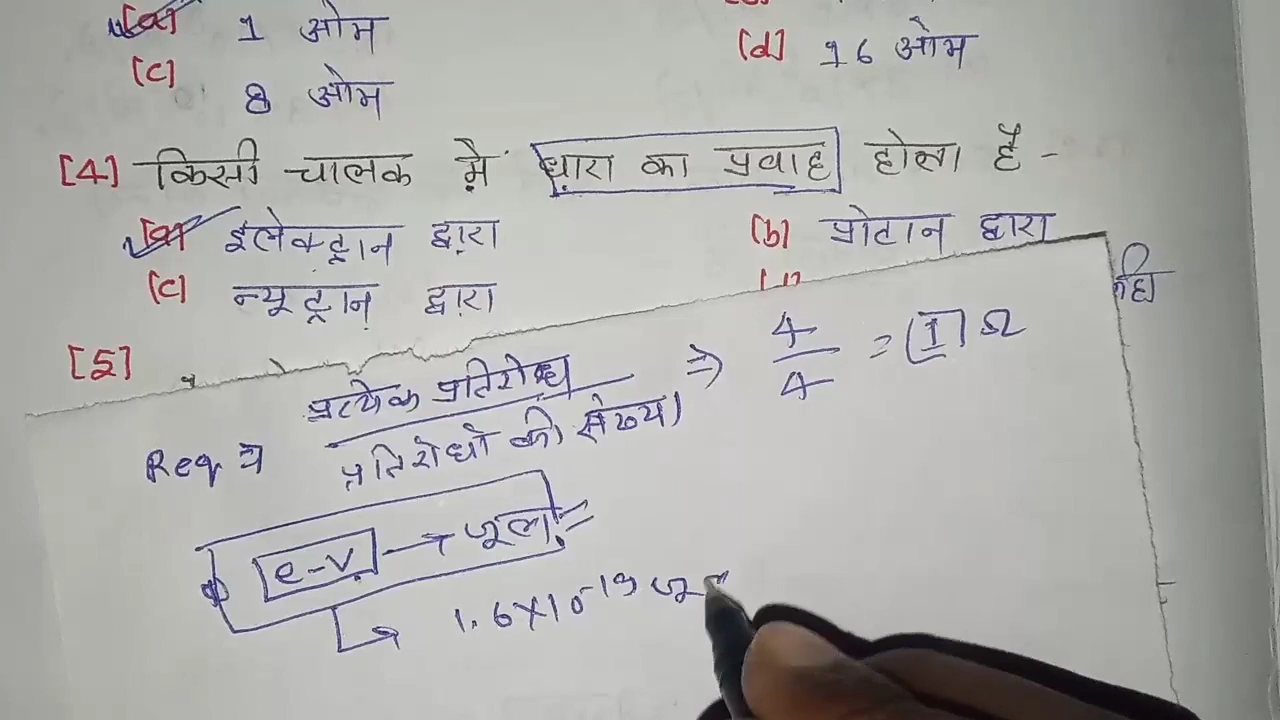 [a] 1 ओम
[c] 8 ओम
[d] 16 ओम
[4] किसी चालक में धारा का प्रवाह होता है -
[a] इलेक्ट्रान द्वारा
[b] प्रोटान द्वारा
[c] न्यूट्रान द्वारा
[5]
Req ⇒ प्रत्येक प्रतिरोध / प्रतिरोधों की संख्या ⇒ 4/4 = [1] Ω
e-v → जूल
1.6×10-19